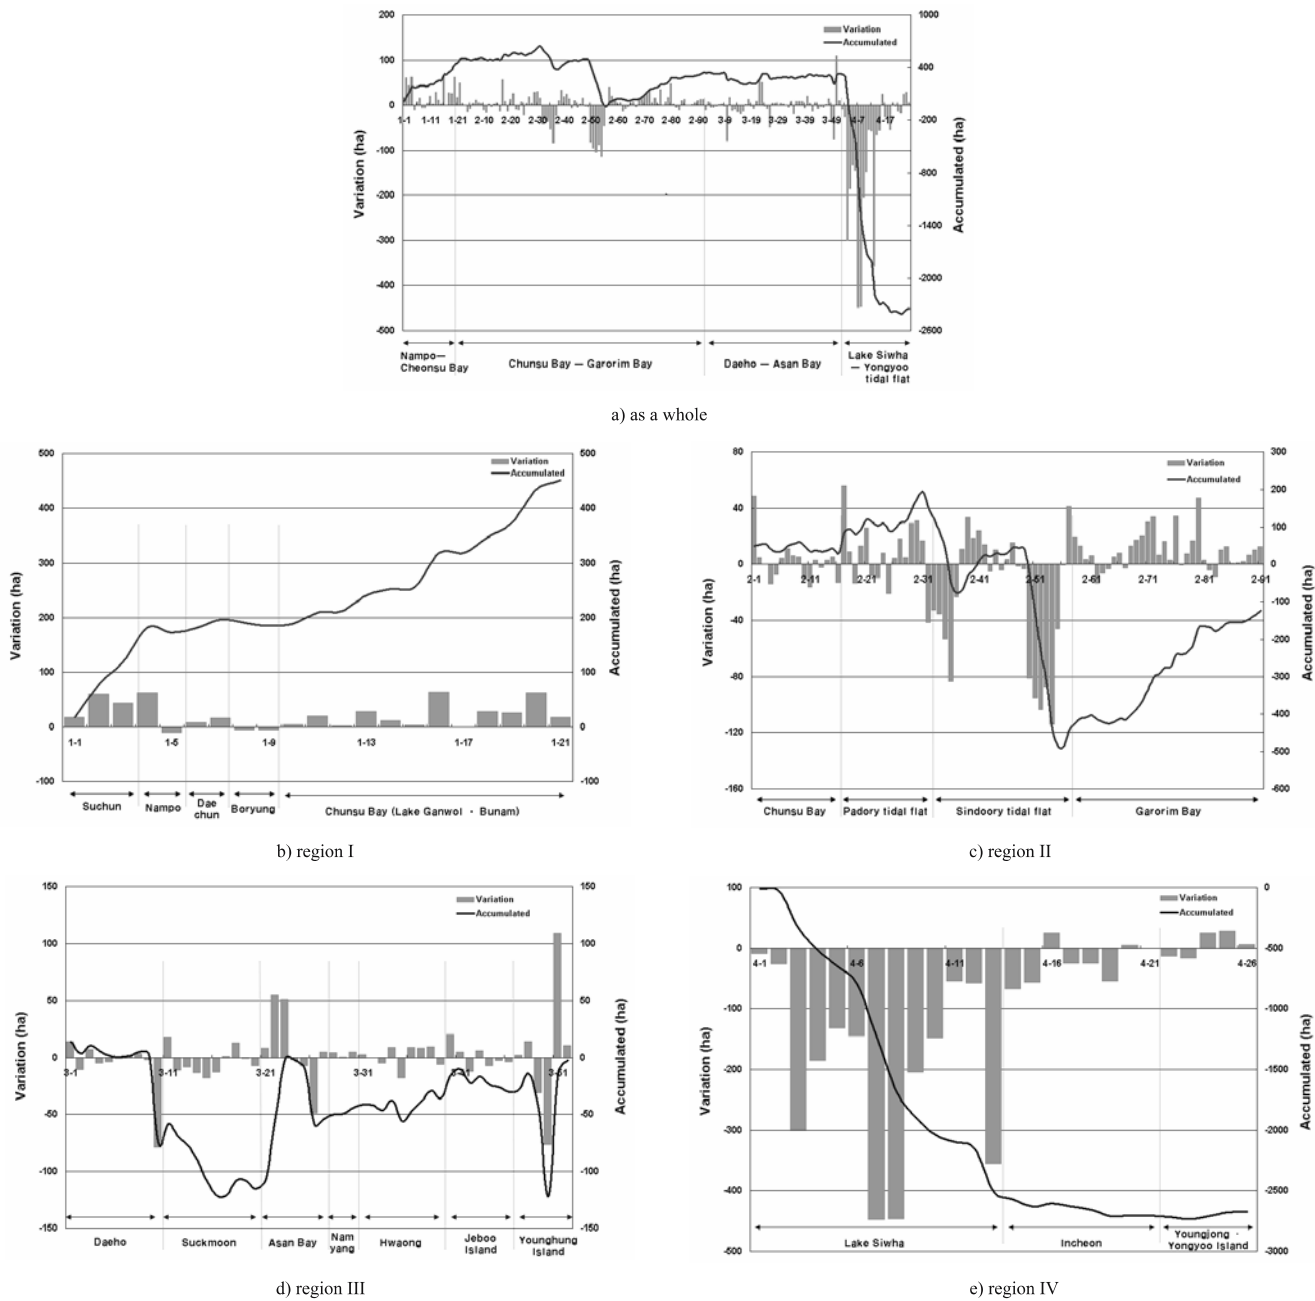 200
100
0
-100
-200
-300
-400
-500
Variation (ha)
1000
400
-200
-800
-1400
-2000
-2600
Accumulated (ha)
Variation
Accumulated
1-1 1-11 1-21 2-10 2-20 2-30 2-40 2-50 2-60 2-70 2-80 2-90 3-9 3-19 3-29 3-39 3-49 4-7 4-17
Nampo—
Cheonsu Bay
Chunsu Bay — Garorim Bay
Daeho — Asan Bay
Lake Siwha
— Yongyoo
tidal flat
a) as a whole
500
400
300
200
100
0
-100
Variation (ha)
500
400
300
200
100
0
-100
Accumulated (ha)
Variation
Accumulated
1-1 1-5 1-9 1-13 1-17 1-21
Suchun
Nampo
Dae
chun
Boryung
Chunsu Bay (Lake Ganwol · Bunam)
b) region I
80
40
0
-40
-80
-120
-160
Variation (ha)
300
200
100
0
-100
-200
-300
-400
-500
-600
Accumulated (ha)
Variation
Accumulated
2-1 2-11 2-21 2-31 2-41 2-51 2-61 2-71 2-81 2-91
Chunsu Bay
Padory tidal flat
Sindoory tidal flat
Garorim Bay
c) region II
150
100
50
0
-50
-100
-150
Variation (ha)
150
100
50
0
-50
-100
-150
Accumulated (ha)
Variation
Accumulated
3-1 3-11 3-21 3-31 3-41 3-51
Daeho
Suckmoon
Asan Bay
Nam
yang
Hwaong
Jeboo
Island
Younghung
Island
d) region III
100
0
-100
-200
-300
-400
-500
Variation (ha)
0
-500
-1000
-1500
-2000
-2500
-3000
Accumulated (ha)
Variation
Accumulated
4-1 4-6 4-11 4-16 4-21 4-26
Lake Siwha
Incheon
Youngjong ·
Yongyoo Island
e) region IV